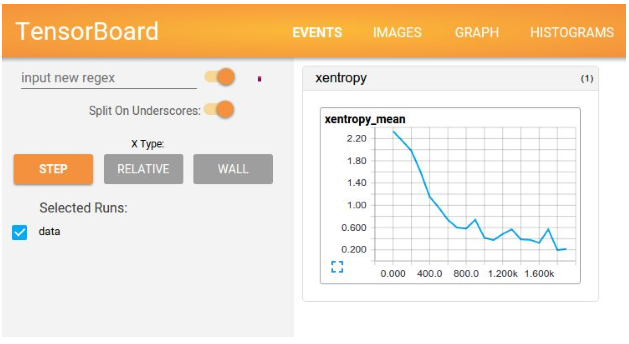 TensorBoard
EVENTS IMAGES GRAPH HISTOGRAMS
input new regex
Split On Underscores:
X Type:
STEP RELATIVE WALL
Selected Runs:
data
xentropy (1)
xentropy_mean
2.20
1.80
1.40
1.00
0.600
0.200
0.000 400.0 800.0 1.200k 1.600k